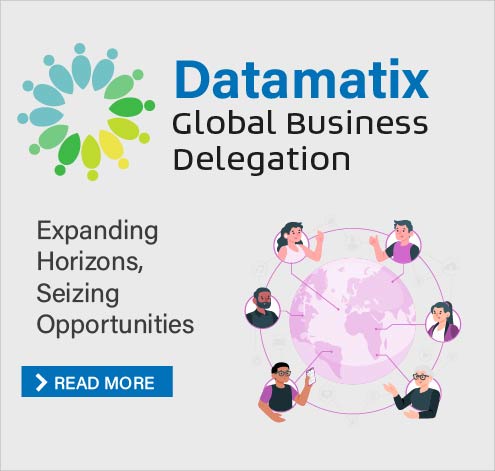 Datamatix
Global Business
Delegation
Expanding
Horizons,
Seizing
Opportunities
READ MORE